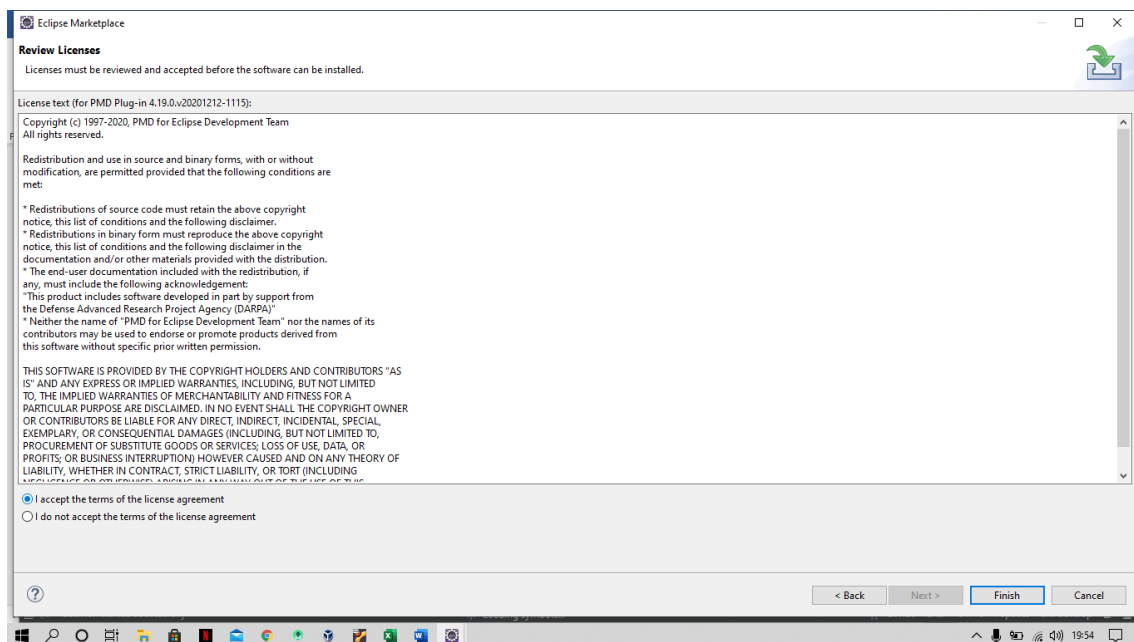 Eclipse Marketplace
Review Licenses
Licenses must be reviewed and accepted before the software can be installed.
License text (for PMD Plug-in 4.19.0.v20201212-1115):
Copyright (c) 1997-2020, PMD for Eclipse Development Team
All rights reserved.
Redistribution and use in source and binary forms, with or without
modification, are permitted provided that the following conditions are
met:
* Redistributions of source code must retain the above copyright
notice, this list of conditions and the following disclaimer.
* Redistributions in binary form must reproduce the above copyright
notice, this list of conditions and the following disclaimer in the
documentation and/or other materials provided with the distribution.
* The end-user documentation included with the redistribution, if
any, must include the following acknowledgement:
"This product includes software developed in part by support from
the Defense Advanced Research Project Agency (DARPA)"
* Neither the name of "PMD for Eclipse Development Team" nor the names of its
contributors may be used to endorse or promote products derived from
this software without specific prior written permission.
THIS SOFTWARE IS PROVIDED BY THE COPYRIGHT HOLDERS AND CONTRIBUTORS "AS
IS" AND ANY EXPRESS OR IMPLIED WARRANTIES, INCLUDING, BUT NOT LIMITED
TO, THE IMPLIED WARRANTIES OF MERCHANTABILITY AND FITNESS FOR A
PARTICULAR PURPOSE ARE DISCLAIMED. IN NO EVENT SHALL THE COPYRIGHT OWNER
OR CONTRIBUTORS BE LIABLE FOR ANY DIRECT, INDIRECT, INCIDENTAL, SPECIAL,
EXEMPLARY, OR CONSEQUENTIAL DAMAGES (INCLUDING, BUT NOT LIMITED TO,
PROCUREMENT OF SUBSTITUTE GOODS OR SERVICES; LOSS OF USE, DATA, OR
PROFITS; OR BUSINESS INTERRUPTION) HOWEVER CAUSED AND ON ANY THEORY OF
LIABILITY, WHETHER IN CONTRACT, STRICT LIABILITY, OR TORT (INCLUDING
NEGLIGENCE OR OTHERWISE) ARISING IN ANY WAY OUT OF THE USE OF THIS
I accept the terms of the license agreement
I do not accept the terms of the license agreement
< Back Next > Finish Cancel
19:54